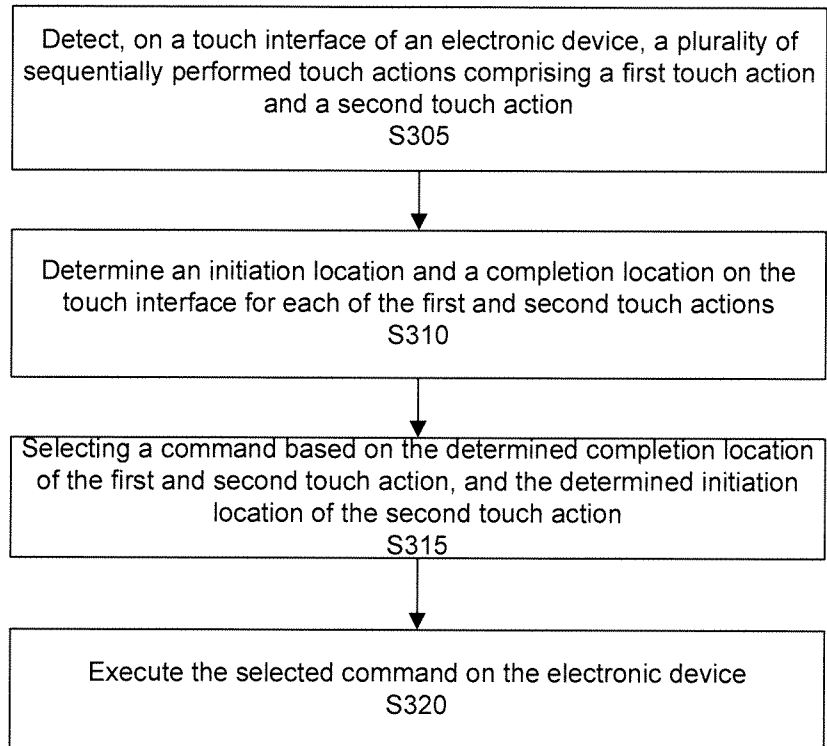 Detect, on a touch interface of an electronic device, a plurality of
sequentially performed touch actions comprising a first touch action
and a second touch action
S305
Determine an initiation location and a completion location on the
touch interface for each of the first and second touch actions
S310
Selecting a command based on the determined completion location
of the first and second touch action, and the determined initiation
location of the second touch action
S315
Execute the selected command on the electronic device
S320